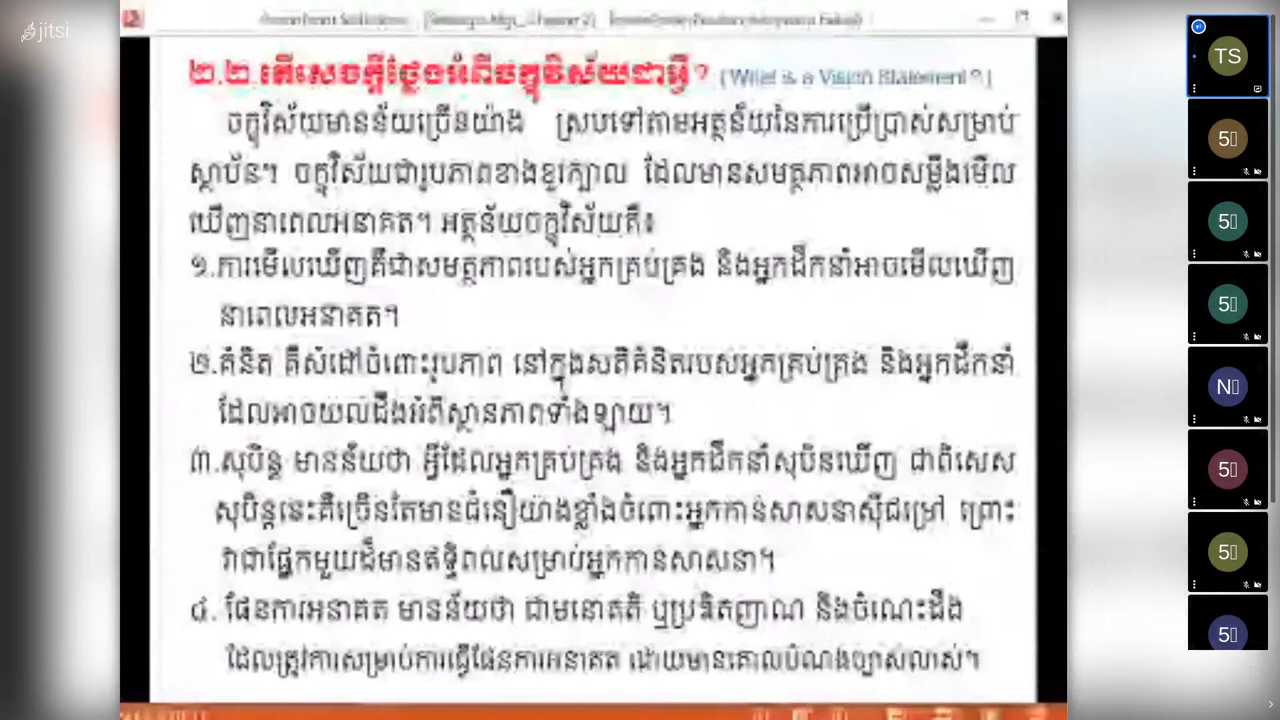 jitsi
២.២.តើសេចក្តីថ្លែងអំពីចក្ខុវិស័យជាអ្វី? (What is a Vision Statement?)
ចក្ខុវិស័យមានន័យច្រើនយ៉ាង ស្របទៅតាមអត្ថន័យនៃការប្រើប្រាស់សម្រាប់
ស្ថាប័ន។ ចក្ខុវិស័យជារូបភាពខាងខួរក្បាល ដែលមានសមត្ថភាពអាចសម្លឹងមើល
ឃើញនាពេលអនាគត។ អត្ថន័យចក្ខុវិស័យគឺ៖
១.ការមើលឃើញគឺជាសមត្ថភាពរបស់អ្នកគ្រប់គ្រង និងអ្នកដឹកនាំអាចមើលឃើញ
នាពេលអនាគត។
២.គំនិត គឺសំដៅចំពោះរូបភាព នៅក្នុងសតិគំនិតរបស់អ្នកគ្រប់គ្រង និងអ្នកដឹកនាំ
ដែលអាចយល់ដឹងអំពីស្ថានភាពទាំងឡាយ។
៣.សុបិន្ត មានន័យថា អ្វីដែលអ្នកគ្រប់គ្រង និងអ្នកដឹកនាំសុបិនឃើញ ជាពិសេស
សុបិន្តនេះគឺច្រើនតែមានជំនឿយ៉ាងខ្លាំងចំពោះអ្នកកាន់សាសនាស៊ីជម្រៅ ព្រោះ
វាជាផ្នែកមួយដ៏មានឥទ្ធិពលសម្រាប់អ្នកកាន់សាសនា។
៤. ផែនការអនាគត មានន័យថា ជាមនោគតិ ឬប្រឌិតញាណ និងចំណេះដឹង
ដែលត្រូវការសម្រាប់ការធ្វើផែនការអនាគត ដោយមានគោលបំណងច្បាស់លាស់។
TS
5
5
5
N
5
5
5